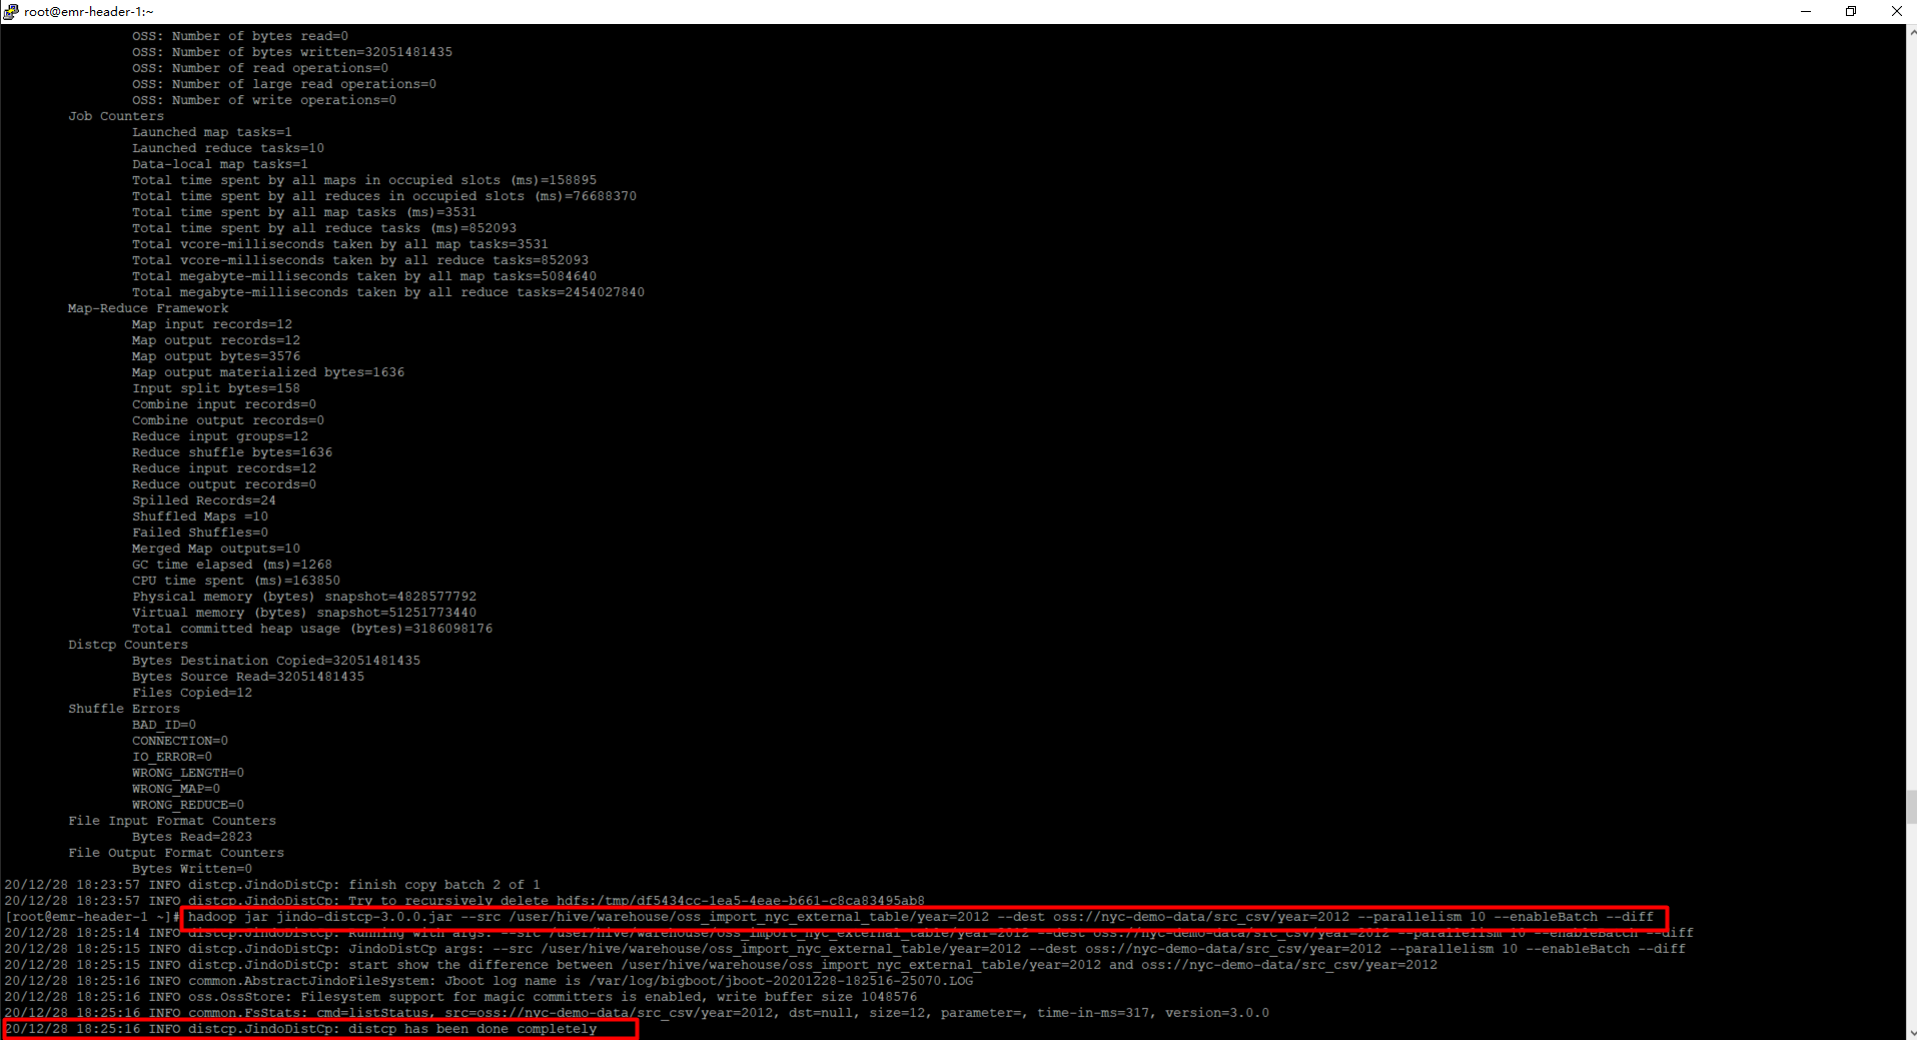 root@emr-header-1:~
OSS: Number of bytes read=0
OSS: Number of bytes written=32051481435
OSS: Number of read operations=0
OSS: Number of large read operations=0
OSS: Number of write operations=0
Job Counters
Launched map tasks=1
Launched reduce tasks=10
Data-local map tasks=1
Total time spent by all maps in occupied slots (ms)=158895
Total time spent by all reduces in occupied slots (ms)=76688370
Total time spent by all map tasks (ms)=3531
Total time spent by all reduce tasks (ms)=852093
Total vcore-milliseconds taken by all map tasks=3531
Total vcore-milliseconds taken by all reduce tasks=852093
Total megabyte-milliseconds taken by all map tasks=5084640
Total megabyte-milliseconds taken by all reduce tasks=2454027840
Map-Reduce Framework
Map input records=12
Map output records=12
Map output bytes=3576
Map output materialized bytes=1636
Input split bytes=158
Combine input records=0
Combine output records=0
Reduce input groups=12
Reduce shuffle bytes=1636
Reduce input records=12
Reduce output records=0
Spilled Records=24
Shuffled Maps =10
Failed Shuffles=0
Merged Map outputs=10
GC time elapsed (ms)=1268
CPU time spent (ms)=163850
Physical memory (bytes) snapshot=4828577792
Virtual memory (bytes) snapshot=51251773440
Total committed heap usage (bytes)=3186098176
Distcp Counters
Bytes Destination Copied=32051481435
Bytes Source Read=32051481435
Files Copied=12
Shuffle Errors
BAD_ID=0
CONNECTION=0
IO_ERROR=0
WRONG_LENGTH=0
WRONG_MAP=0
WRONG_REDUCE=0
File Input Format Counters
Bytes Read=2823
File Output Format Counters
Bytes Written=0
20/12/28 18:23:57 INFO distcp.JindoDistCp: finish copy batch 2 of 1
20/12/28 18:23:57 INFO distcp.JindoDistCp: Try to recursively delete hdfs:/tmp/df5434cc-1ea5-4eae-b661-c8ca83495ab8
[root@emr-header-1 ~]# hadoop jar jindo-distcp-3.0.0.jar --src /user/hive/warehouse/oss_import_nyc_external_table/year=2012 --dest oss://nyc-demo-data/src_csv/year=2012 --parallelism 10 --enableBatch --diff
20/12/28 18:25:14 INFO distcp.JindoDistCp: Running with args: --src /user/hive/warehouse/oss_import_nyc_external_table/year=2012 --dest oss://nyc-demo-data/src_csv/year=2012 --parallelism 10 --enableBatch --diff
20/12/28 18:25:15 INFO distcp.JindoDistCp: JindoDistCp args: --src /user/hive/warehouse/oss_import_nyc_external_table/year=2012 --dest oss://nyc-demo-data/src_csv/year=2012 --parallelism 10 --enableBatch --diff
20/12/28 18:25:15 INFO distcp.JindoDistCp: start show the difference between /user/hive/warehouse/oss_import_nyc_external_table/year=2012 and oss://nyc-demo-data/src_csv/year=2012
20/12/28 18:25:16 INFO common.AbstractJindoFileSystem: Jboot log name is /var/log/bigboot/jboot-20201228-182516-25070.LOG
20/12/28 18:25:16 INFO oss.OssStore: Filesystem support for magic committers is enabled, write buffer size 1048576
20/12/28 18:25:16 INFO common.FsStats: cmd=listStatus, src=oss://nyc-demo-data/src_csv/year=2012, dst=null, size=12, parameter=, time-in-ms=317, version=3.0.0
20/12/28 18:25:16 INFO distcp.JindoDistCp: distcp has been done completely